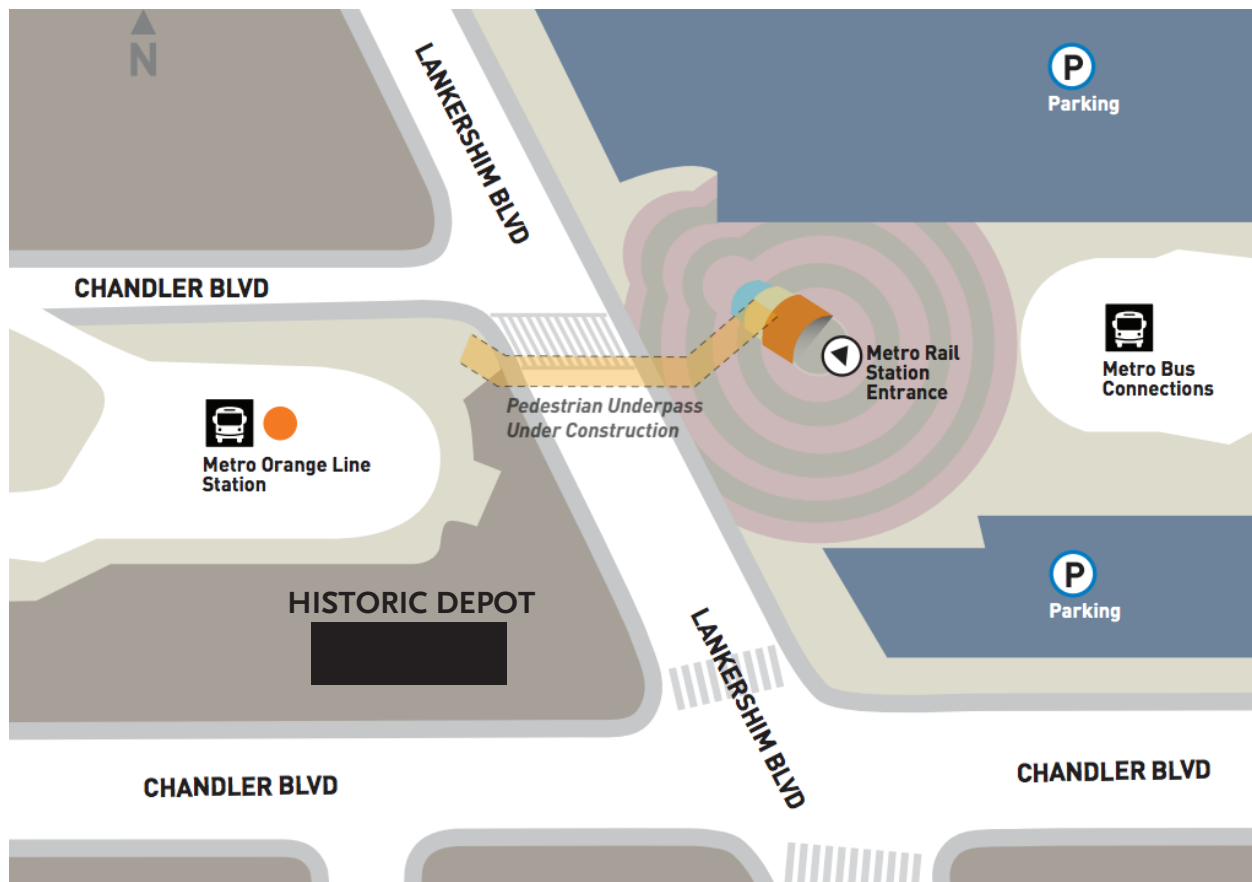 N
LANKERSHIM BLVD
P
Parking
CHANDLER BLVD
Metro Rail
Station
Entrance
Metro Bus
Connections
Pedestrian Underpass
Under Construction
Metro Orange Line
Station
HISTORIC DEPOT
P
Parking
LANKERSHIM BLVD
CHANDLER BLVD
CHANDLER BLVD